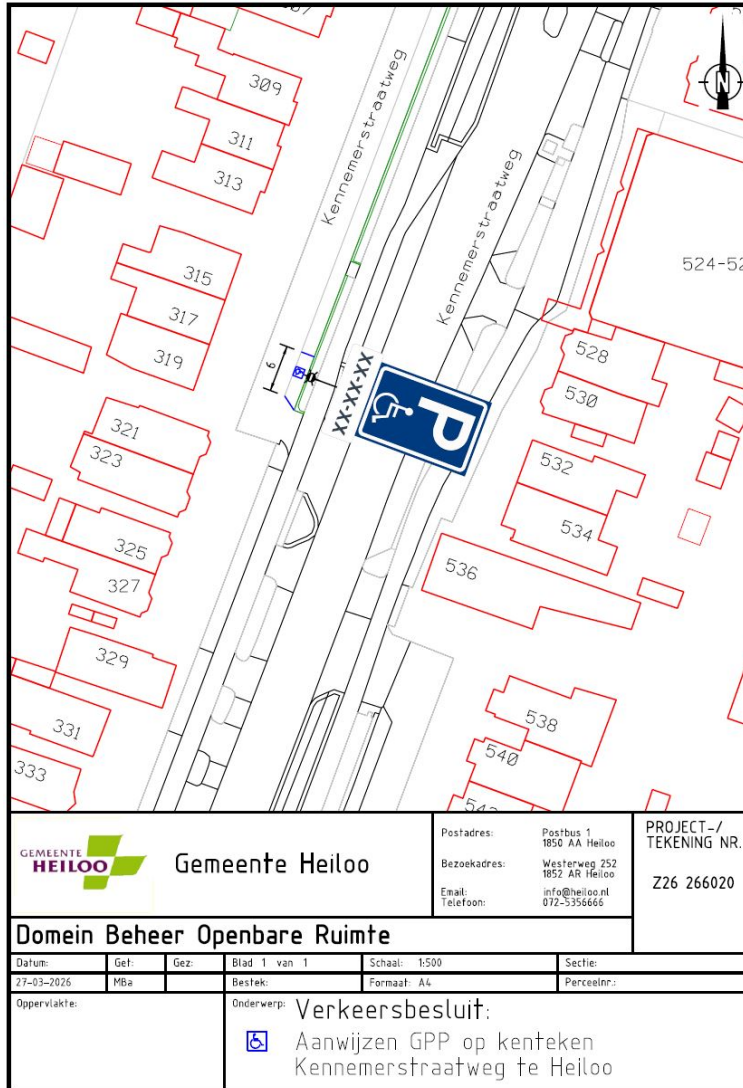 307
309
311
313
315
317
319
321
323
325
327
329
331
333
Kennemerstraatweg
Kennemerstraatweg
N
524-52
528
530
532
534
536
538
540
542
6
XX-XX-XX
P
GEMEENTE
HEILOO
Gemeente Heiloo
Postadres: Postbus 1
1850 AA Heiloo
Bezoekadres: Westerweg 252
1852 AR Heiloo
Email: info@heiloo.nl
Telefoon: 072-5356666
PROJECT-/
TEKENING NR.
Z26 266020
Domein Beheer Openbare Ruimte
Datum: Get: Gez: Blad 1 van 1 Schaal: 1:500 Sectie:
27-03-2026 MBa Bestek: Formaat: A4 Perceelnr.:
Oppervlakte: Onderwerp: Verkeersbesluit:
Aanwijzen GPP op kenteken
Kennemerstraatweg te Heiloo